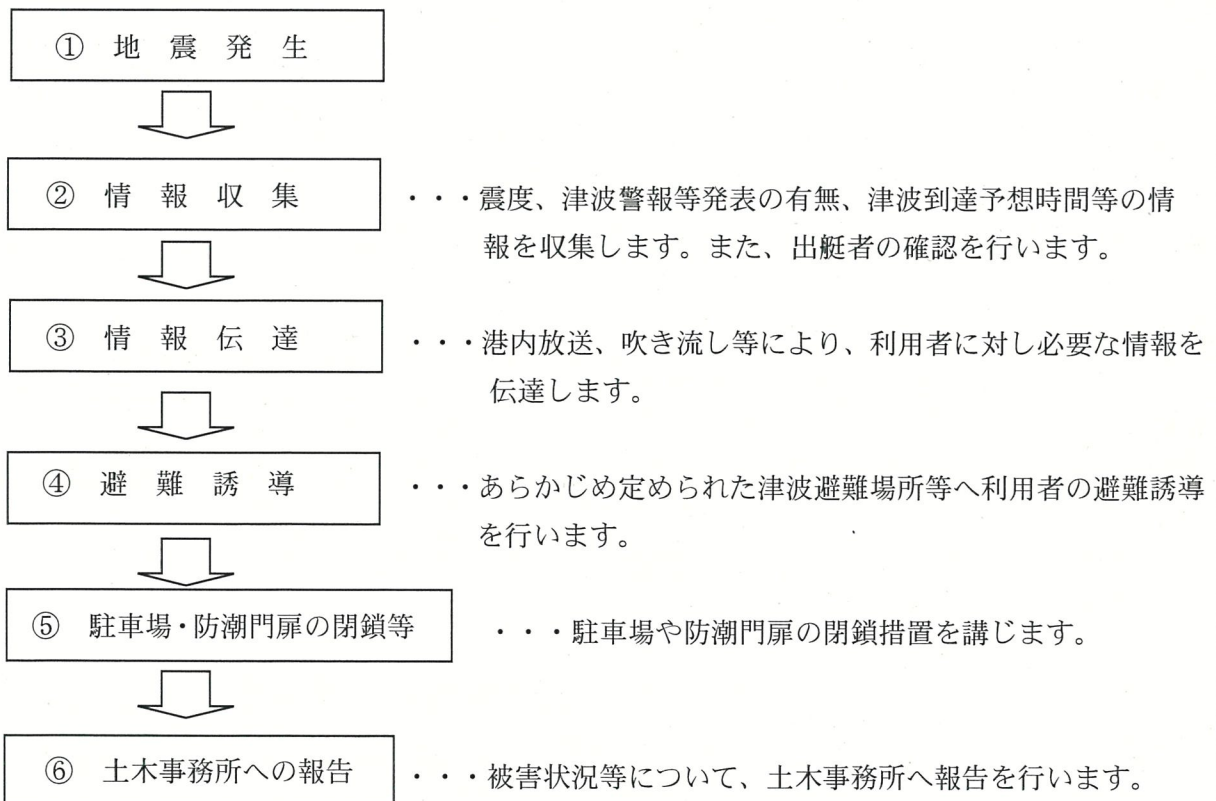 ① 地 震 発 生
② 情 報 収 集
・・・震度、津波警報等発表の有無、津波到達予想時間等の情
報を収集します。また、出艇者の確認を行います。
③ 情 報 伝 達
・・・港内放送、吹き流し等により、利用者に対し必要な情報を
伝達します。
④ 避 難 誘 導
・・・あらかじめ定められた津波避難場所等へ利用者の避難誘導
を行います。
⑤ 駐車場・防潮門扉の閉鎖等
・・・駐車場や防潮門扉の閉鎖措置を講じます。
⑥ 土木事務所への報告
・・・被害状況等について、土木事務所へ報告を行います。